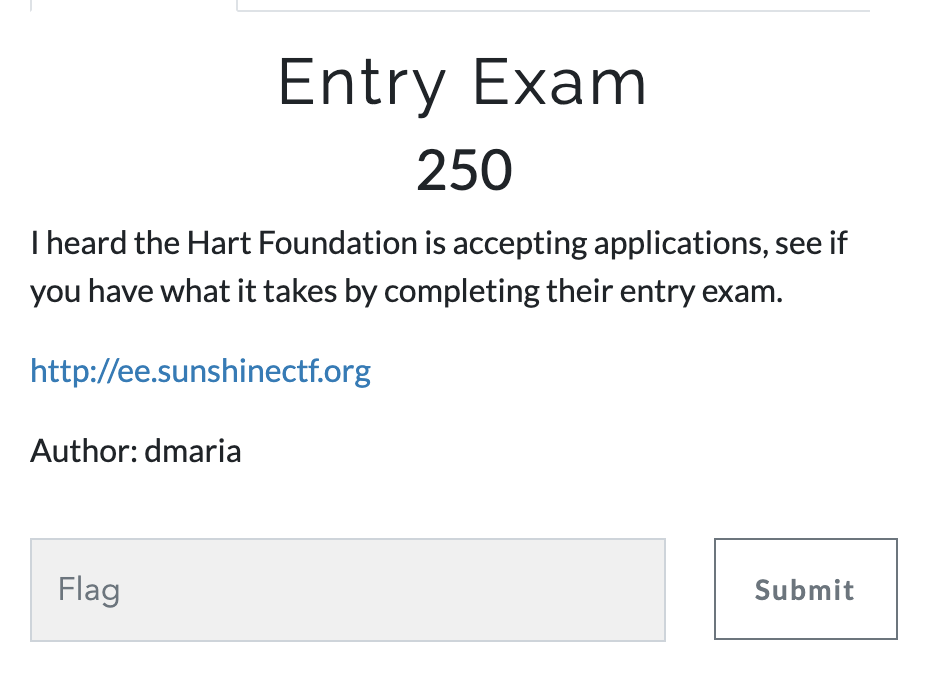 Entry Exam
250
I heard the Hart Foundation is accepting applications, see if
you have what it takes by completing their entry exam.
http://ee.sunshinectf.org
Author: dmaria
Flag
Submit